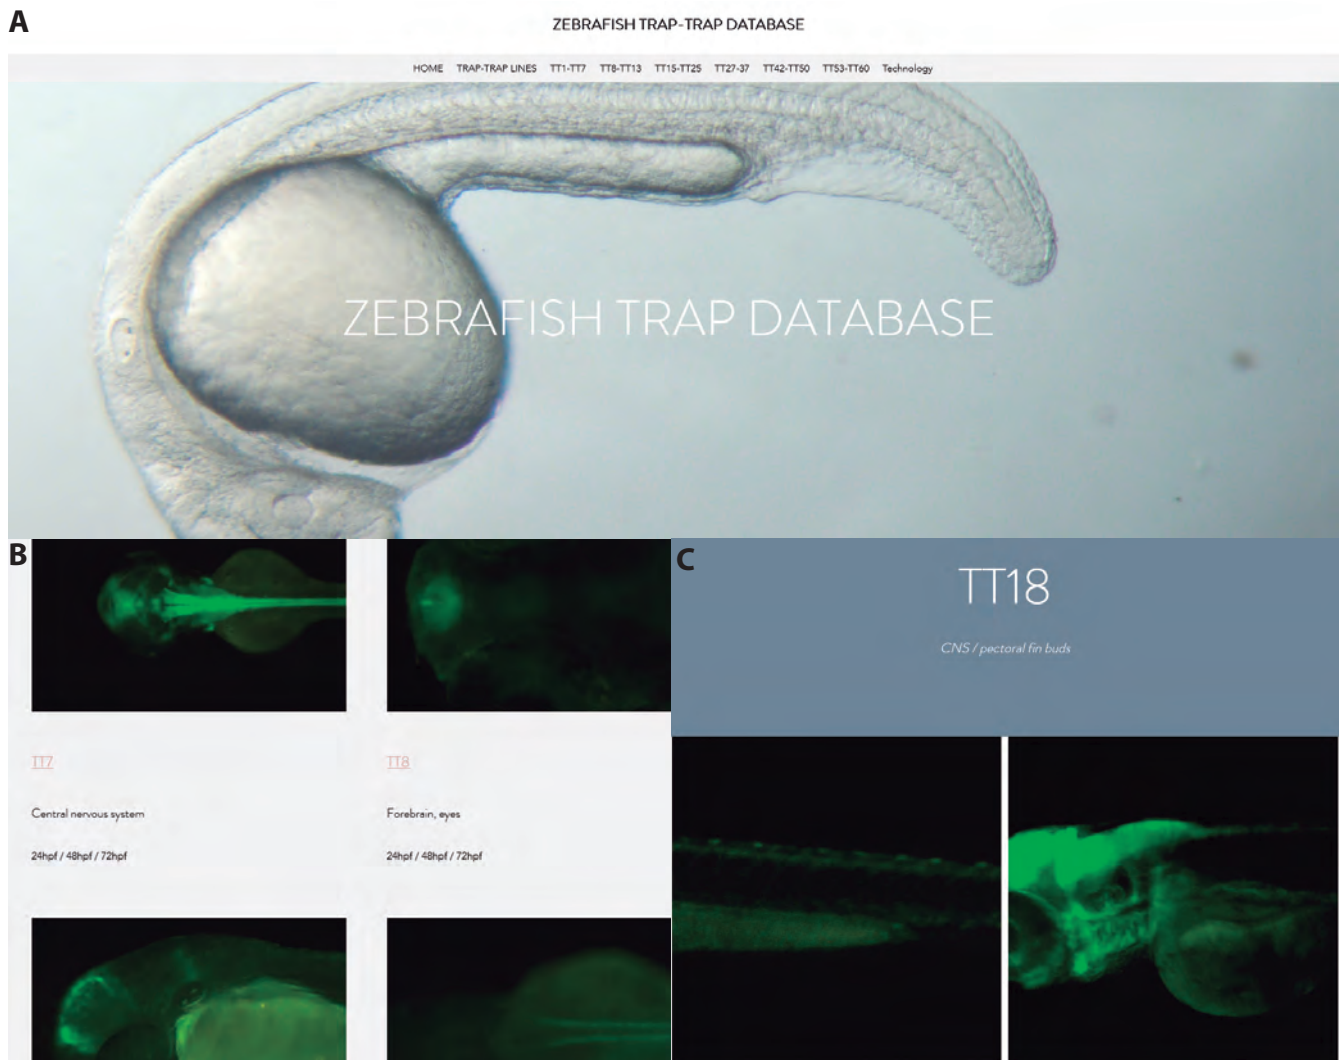 A
ZEBRAFISH TRAP-TRAP DATABASE
HOME TRAP-TRAP LINES TT1-TT7 TT8-TT13 TT15-TT25 TT27-37 TT42-TT50 TT53-TT60 Technology
ZEBRAFISH TRAP DATABASE
B
TT7
Central nervous system
24hpf / 48hpf / 72hpf
TT8
Forebrain, eyes
24hpf / 48hpf / 72hpf
C
TT18
CNS / pectoral fin buds